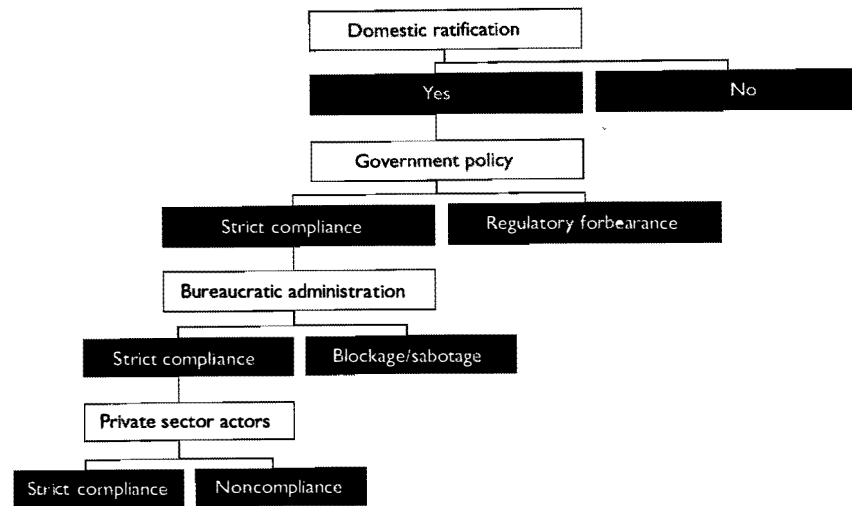 Domestic ratification
Yes
No
Government policy
Strict compliance
Regulatory forbearance
Bureaucratic administration
Strict compliance
Blockage/sabotage
Private sector actors
Strict compliance
Noncompliance